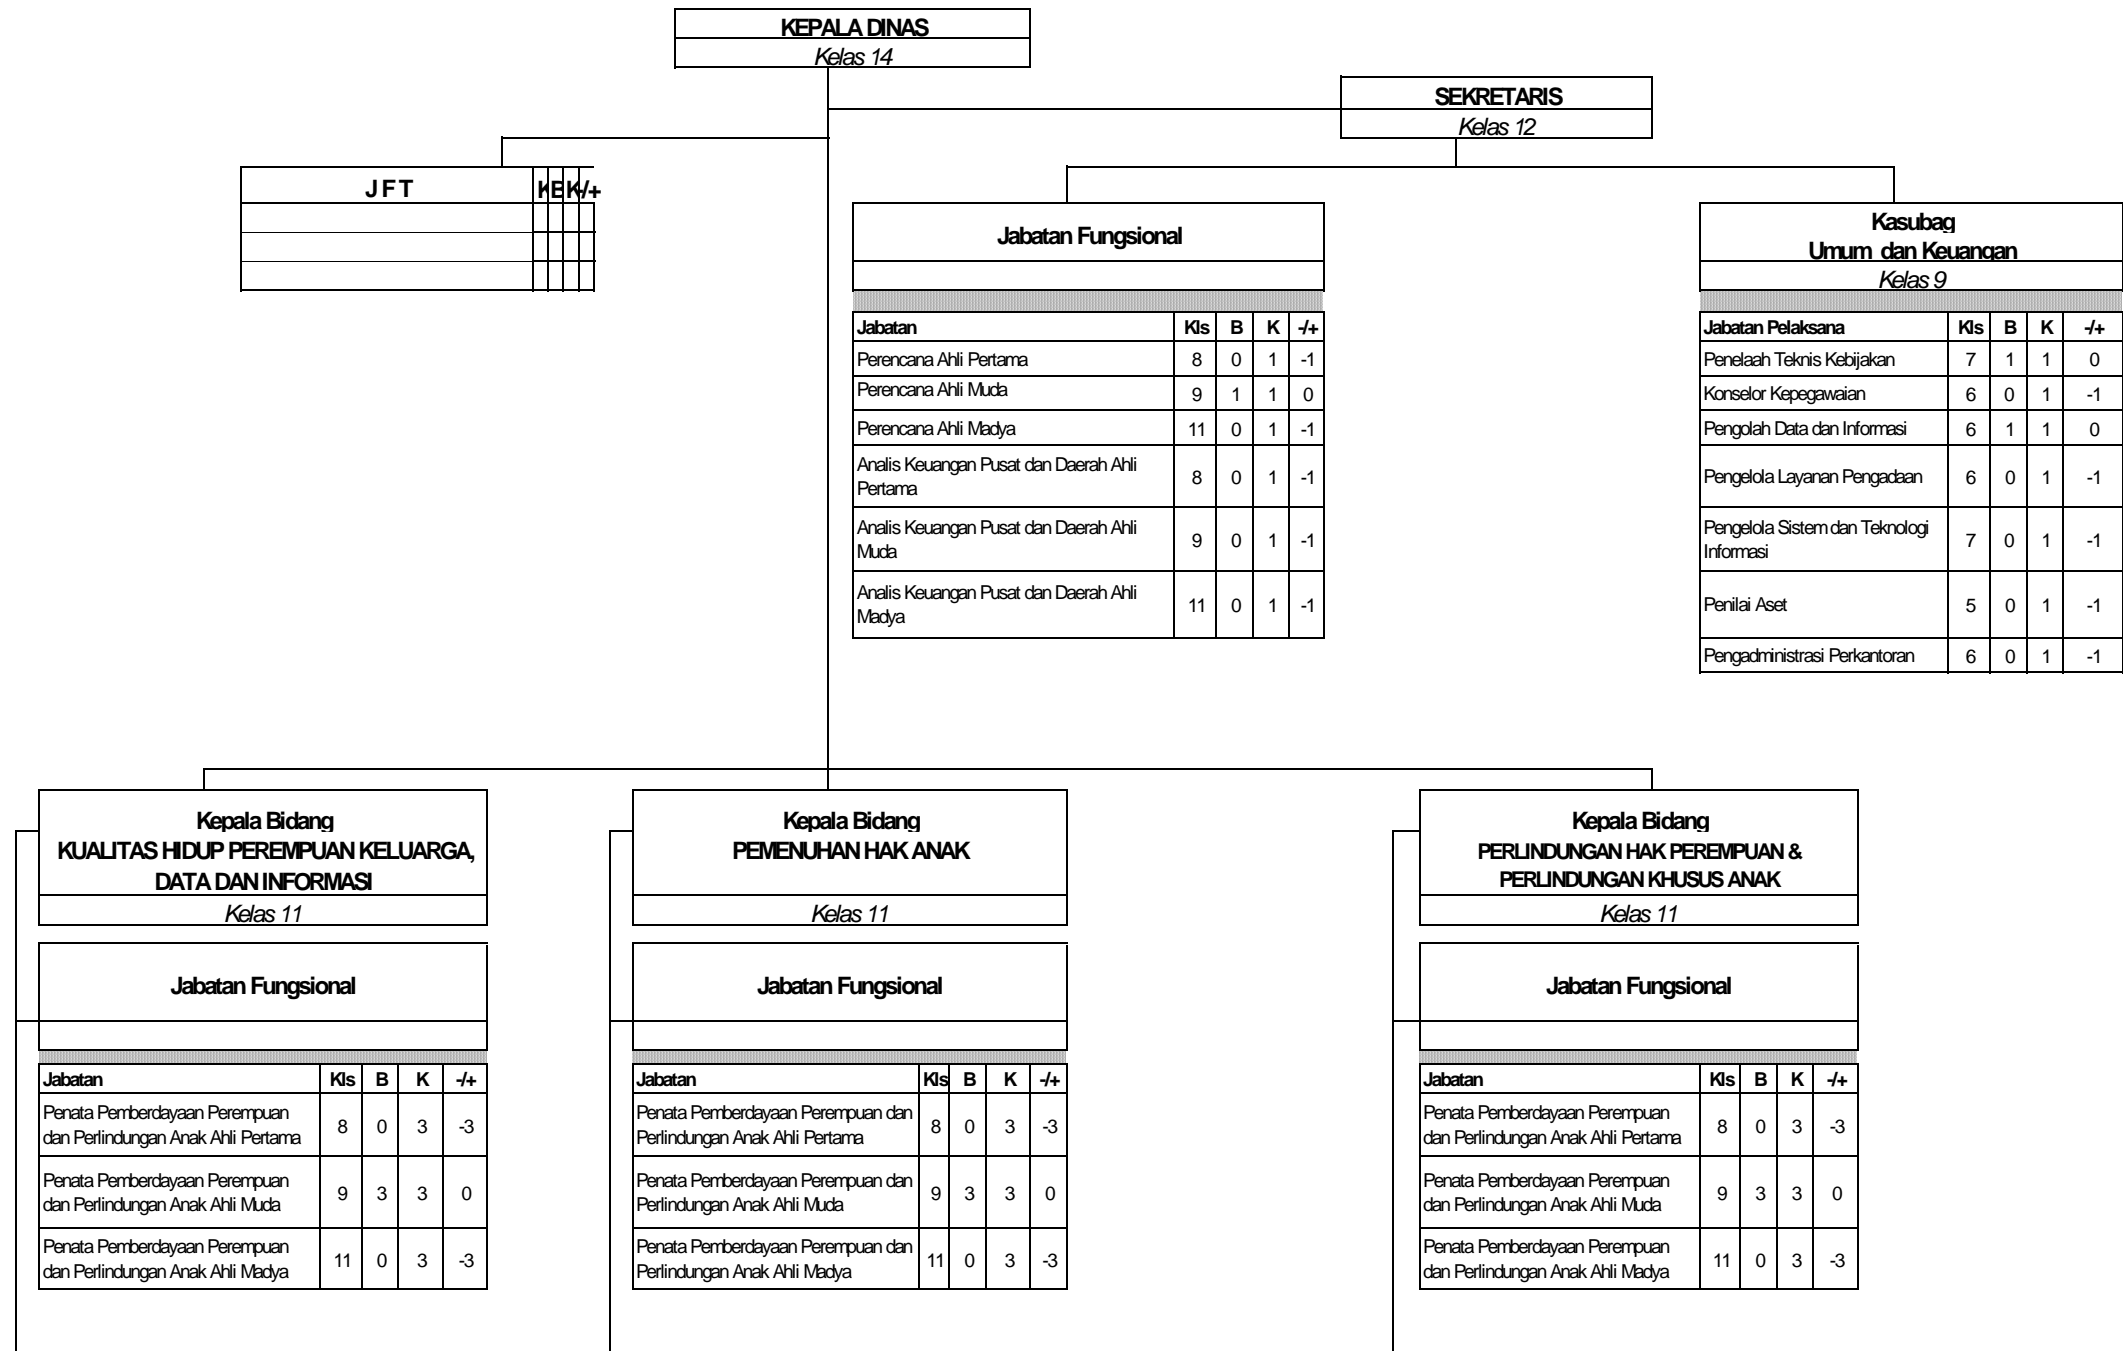 KEPALA DINAS
Kelas 14
SEKRETARIS
Kelas 12
JFT K B K -/+
Jabatan Fungsional
Jabatan Kls B K -/+
Perencana Ahli Pertama 8 0 1 -1
Perencana Ahli Muda 9 1 1 0
Perencana Ahli Madya 11 0 1 -1
Analis Keuangan Pusat dan Daerah Ahli
Pertama 8 0 1 -1
Analis Keuangan Pusat dan Daerah Ahli
Muda 9 0 1 -1
Analis Keuangan Pusat dan Daerah Ahli
Madya 11 0 1 -1
Kasubag
Umum dan Keuangan
Kelas 9
Jabatan Pelaksana Kls B K -/+
Penelaah Teknis Kebijakan 7 1 1 0
Konselor Kepegawaian 6 0 1 -1
Pengolah Data dan Informasi 6 1 1 0
Pengelola Layanan Pengadaan 6 0 1 -1
Pengelola Sistem dan Teknologi
Informasi 7 0 1 -1
Penilai Aset 5 0 1 -1
Pengadministrasi Perkantoran 6 0 1 -1
Kepala Bidang
KUALITAS HIDUP PEREMPUAN KELUARGA,
DATA DAN INFORMASI
Kelas 11
Jabatan Fungsional
Jabatan Kls B K -/+
Penata Pemberdayaan Perempuan
dan Perlindungan Anak Ahli Pertama 8 0 3 -3
Penata Pemberdayaan Perempuan
dan Perlindungan Anak Ahli Muda 9 3 3 0
Penata Pemberdayaan Perempuan
dan Perlindungan Anak Ahli Madya 11 0 3 -3
Kepala Bidang
PEMENUHAN HAK ANAK
Kelas 11
Jabatan Fungsional
Jabatan Kls B K -/+
Penata Pemberdayaan Perempuan dan
Perlindungan Anak Ahli Pertama 8 0 3 -3
Penata Pemberdayaan Perempuan dan
Perlindungan Anak Ahli Muda 9 3 3 0
Penata Pemberdayaan Perempuan dan
Perlindungan Anak Ahli Madya 11 0 3 -3
Kepala Bidang
PERLINDUNGAN HAK PEREMPUAN &
PERLINDUNGAN KHUSUS ANAK
Kelas 11
Jabatan Fungsional
Jabatan Kls B K -/+
Penata Pemberdayaan Perempuan
dan Perlindungan Anak Ahli Pertama 8 0 3 -3
Penata Pemberdayaan Perempuan
dan Perlindungan Anak Ahli Muda 9 3 3 0
Penata Pemberdayaan Perempuan
dan Perlindungan Anak Ahli Madya 11 0 3 -3